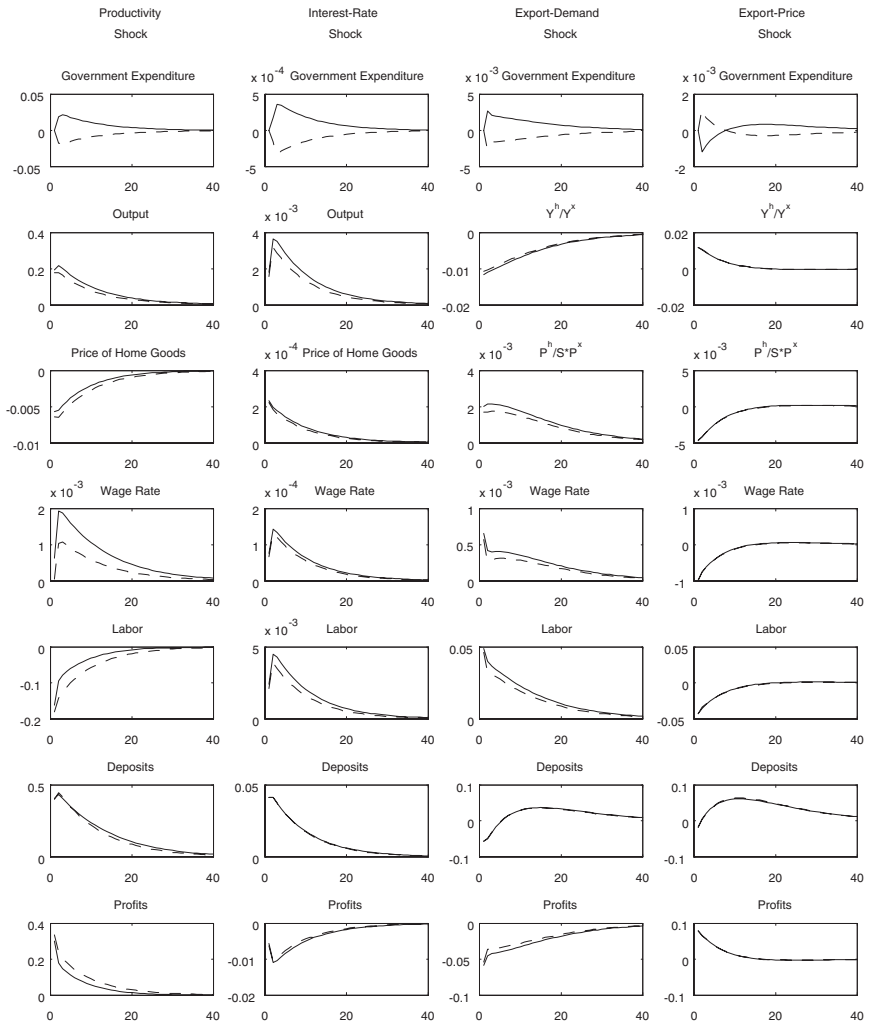 Productivity Interest-Rate Export-Demand Export-Price
Shock Shock Shock Shock
Government Expenditure x 10^-4 Government Expenditure x 10^-3 Government Expenditure x 10^-3 Government Expenditure
0.05 5 5 2
0 0 0 0
-0.05 -5 -5 -2
0 20 40 0 20 40 0 20 40 0 20 40
Output x 10^-3 Output Y^h/Y^x Y^h/Y^x
0.4 4 0 0.02
0.2 2 -0.01 0
0 0 -0.02 -0.02
0 20 40 0 20 40 0 20 40 0 20 40
Price of Home Goods x 10^-4 Price of Home Goods x 10^-3 P^h/S*P^x x 10^-3 P^h/S*P^x
0 4 4 5
-0.005 2 2 0
-0.01 0 0 -5
0 20 40 0 20 40 0 20 40 0 20 40
x 10^-3 Wage Rate x 10^-4 Wage Rate x 10^-3 Wage Rate x 10^-3 Wage Rate
2 2 1 1
1 1 0.5 0
0 0 0 -1
0 20 40 0 20 40 0 20 40 0 20 40
Labor x 10^-3 Labor Labor Labor
0 5 0.05 0.05
-0.1 0
-0.2 0 0 -0.05
0 20 40 0 20 40 0 20 40 0 20 40
Deposits Deposits Deposits Deposits
0.5 0.05 0.1 0.1
0 0
0 0 -0.1 -0.1
0 20 40 0 20 40 0 20 40 0 20 40
Profits Profits Profits Profits
0.4 0 0 0.1
0.2 -0.01 -0.05 0
0 -0.02 -0.1 -0.1
0 20 40 0 20 40 0 20 40 0 20 40